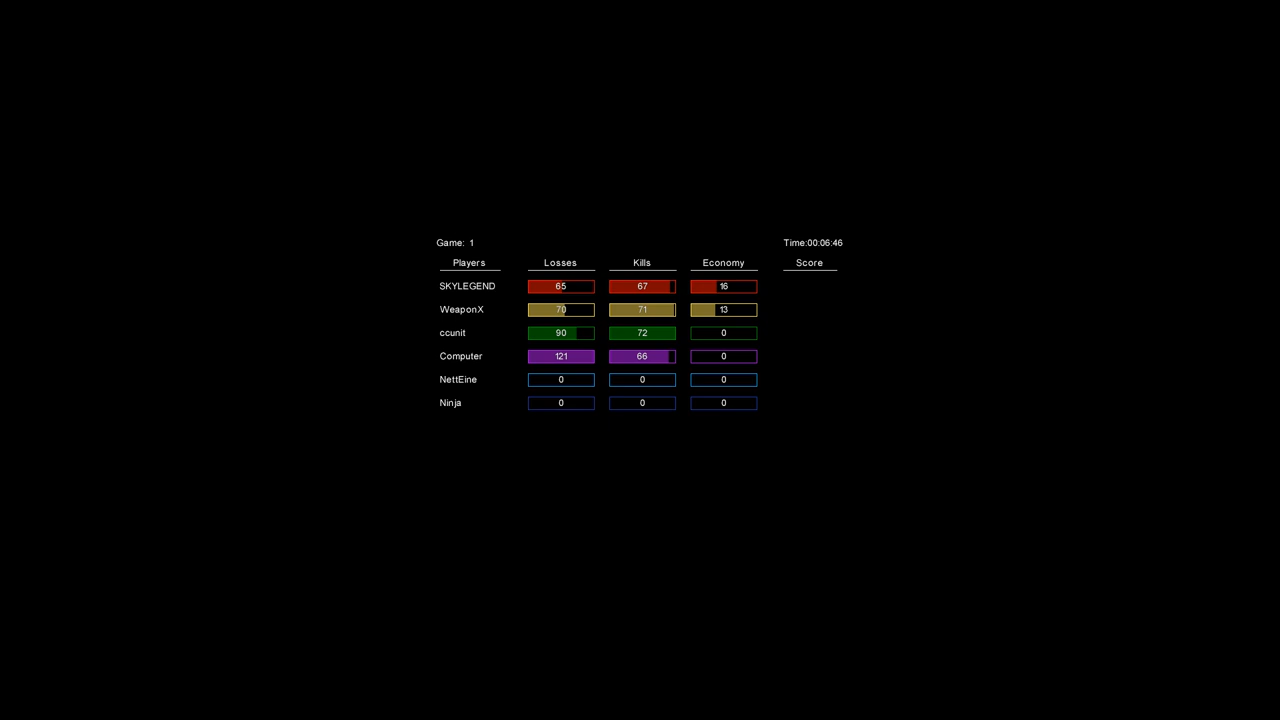 Game: 1 Time:00:06:46
Players Losses Kills Economy Score
SKYLEGEND 65 67 16
WeaponX 70 71 13
ccunit 90 72 0
Computer 121 66 0
NettEine 0 0 0
Ninja 0 0 0